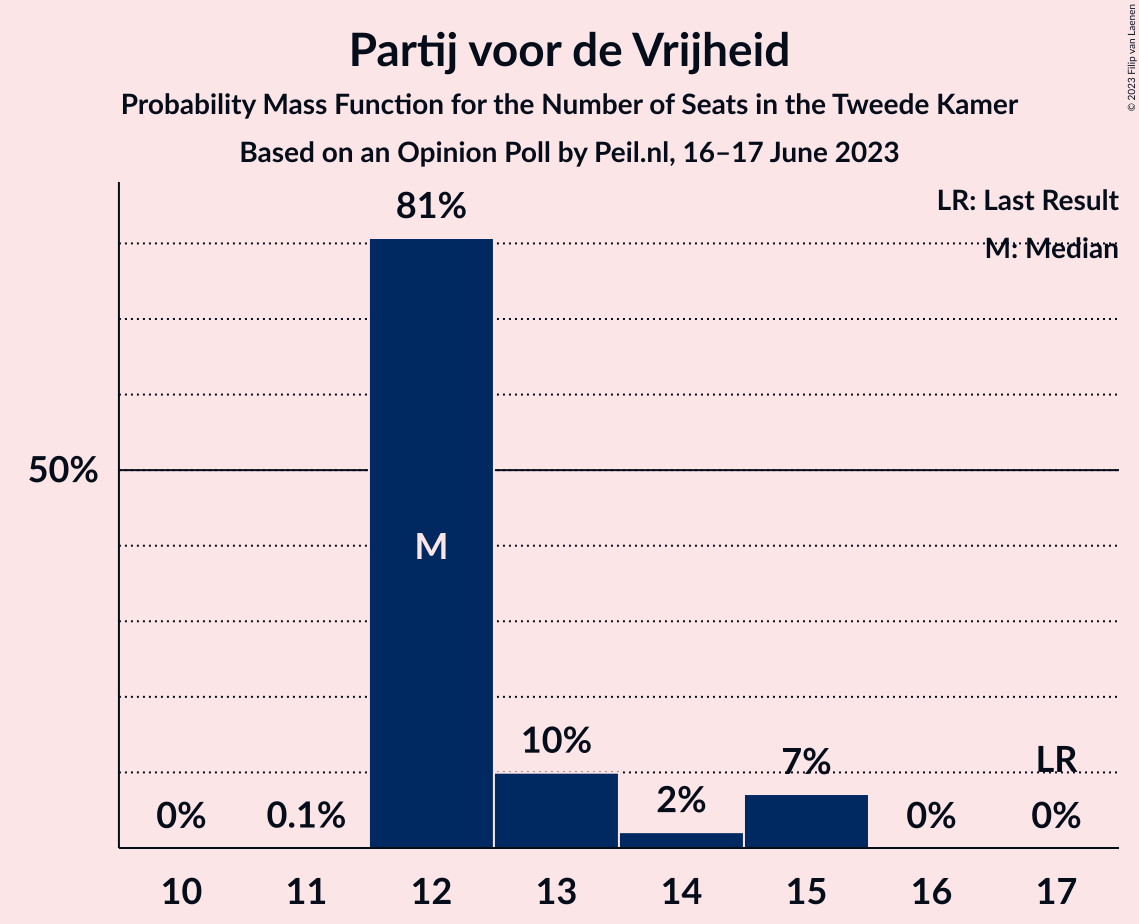 Partij voor de Vrijheid
Probability Mass Function for the Number of Seats in the Tweede Kamer
Based on an Opinion Poll by Peil.nl, 16–17 June 2023
© 2023 Filip van Laenen
LR: Last Result
M: Median
81%
50%
M
10%
7%
LR
2%
0%
0.1%
0%
0%
10 11 12 13 14 15 16 17